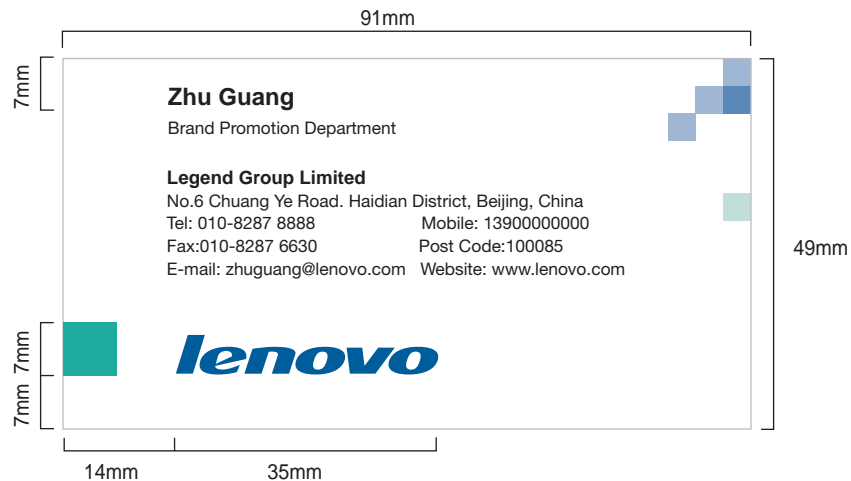 91mm
7mm
Zhu Guang
Brand Promotion Department
Legend Group Limited
No.6 Chuang Ye Road. Haidian District, Beijing, China
Tel: 010-8287 8888 Mobile: 13900000000
Fax:010-8287 6630 Post Code:100085
E-mail: zhuguang@lenovo.com Website: www.lenovo.com
49mm
7mm
lenovo
7mm
14mm 35mm